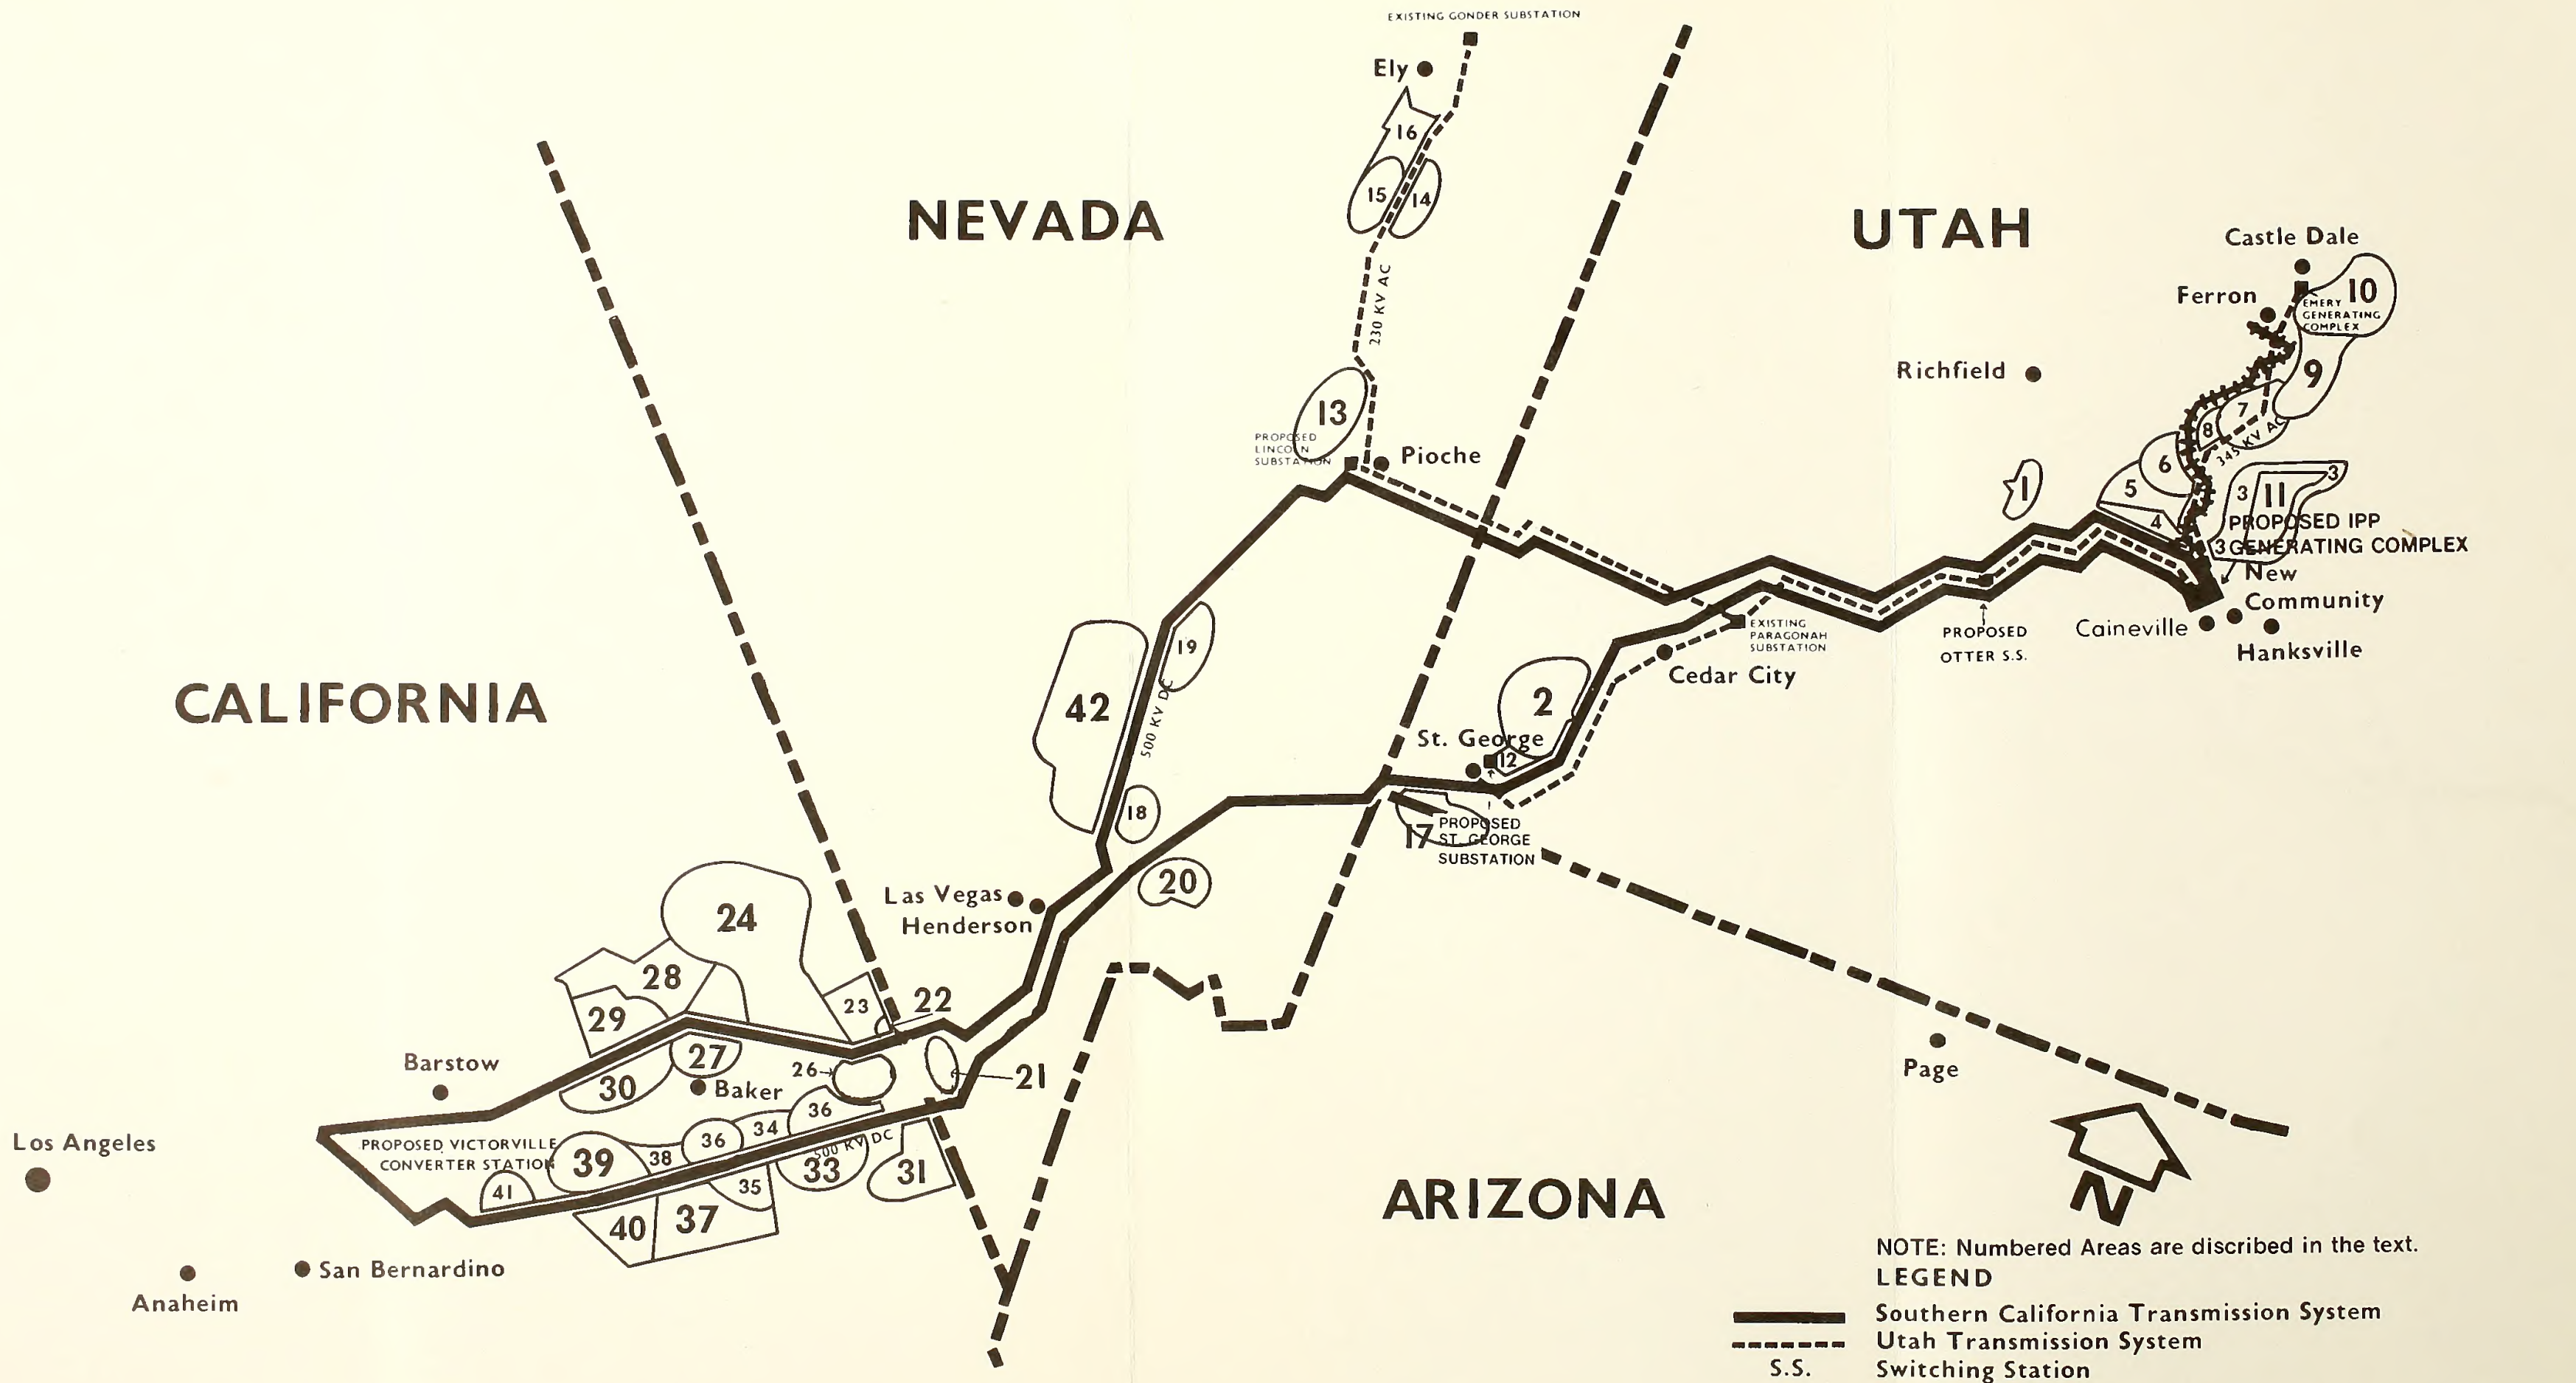 EXISTING GONDER SUBSTATION
Ely
16
15
14
NEVADA
UTAH
230 KV AC
Castle Dale
Ferron
10
EMERY
GENERATING
COMPLEX
Richfield
9
7
8
345 KV AC
6
5
4
3
11
3
3
1
PROPOSED IPP
GENERATING COMPLEX
New
Community
Caineville
Hanksville
13
PROPOSED
LINCOLN
SUBSTATION
Pioche
PROPOSED
OTTER S.S.
EXISTING
PARAGONAH
SUBSTATION
Cedar City
CALIFORNIA
42
19
500 KV DC
18
2
St. George
12
17
PROPOSED
ST. GEORGE
SUBSTATION
20
Las Vegas
Henderson
24
28
29
23
22
27
30
Barstow
Baker
26
21
36
34
36
38
39
500 KV DC
33
31
35
37
40
41
PROPOSED VICTORVILLE
CONVERTER STATION
Los Angeles
Anaheim
San Bernardino
Page
ARIZONA
N
NOTE: Numbered Areas are discribed in the text.
LEGEND
Southern California Transmission System
Utah Transmission System
S.S. Switching Station